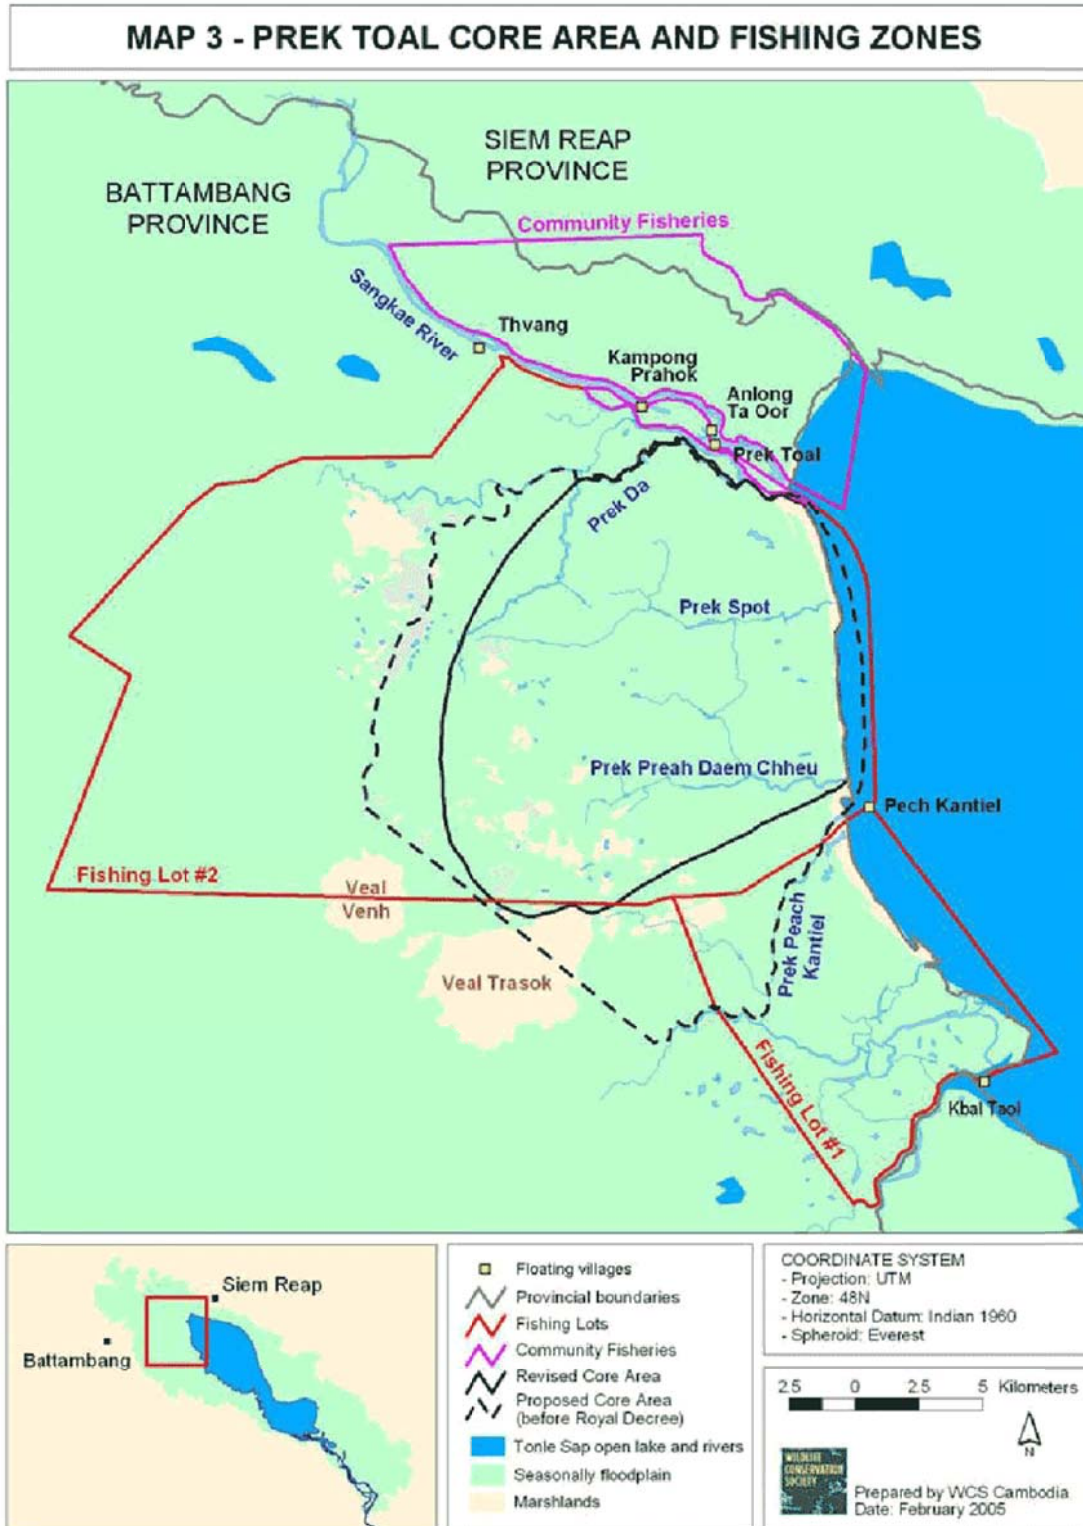 MAP 3 - PREK TOAL CORE AREA AND FISHING ZONES
SIEM REAP
PROVINCE
BATTAMBANG
PROVINCE
Community Fisheries
Sangkae River
Thvang
Kampong
Prahok
Anlong
Ta Oor
Prek Toal
Prek Da
Prek Spot
Prek Preah Daem Chheu
Pech Kantiel
Fishing Lot #2
Veal
Venh
Prek Peach
Kantiel
Veal Trasok
Fishing Lot #1
Kbal Taol
Siem Reap
Battambang
Floating villages
Provincial boundaries
Fishing Lots
Community Fisheries
Revised Core Area
Proposed Core Area
(before Royal Decree)
Tonle Sap open lake and rivers
Seasonally floodplain
Marshlands
COORDINATE SYSTEM
- Projection: UTM
- Zone: 48N
- Horizontal Datum: Indian 1960
- Spheroid: Everest
2.5 0 2.5 5 Kilometers
N
WILDLIFE
CONSERVATION
SOCIETY
Prepared by WCS Cambodia
Date: February 2005